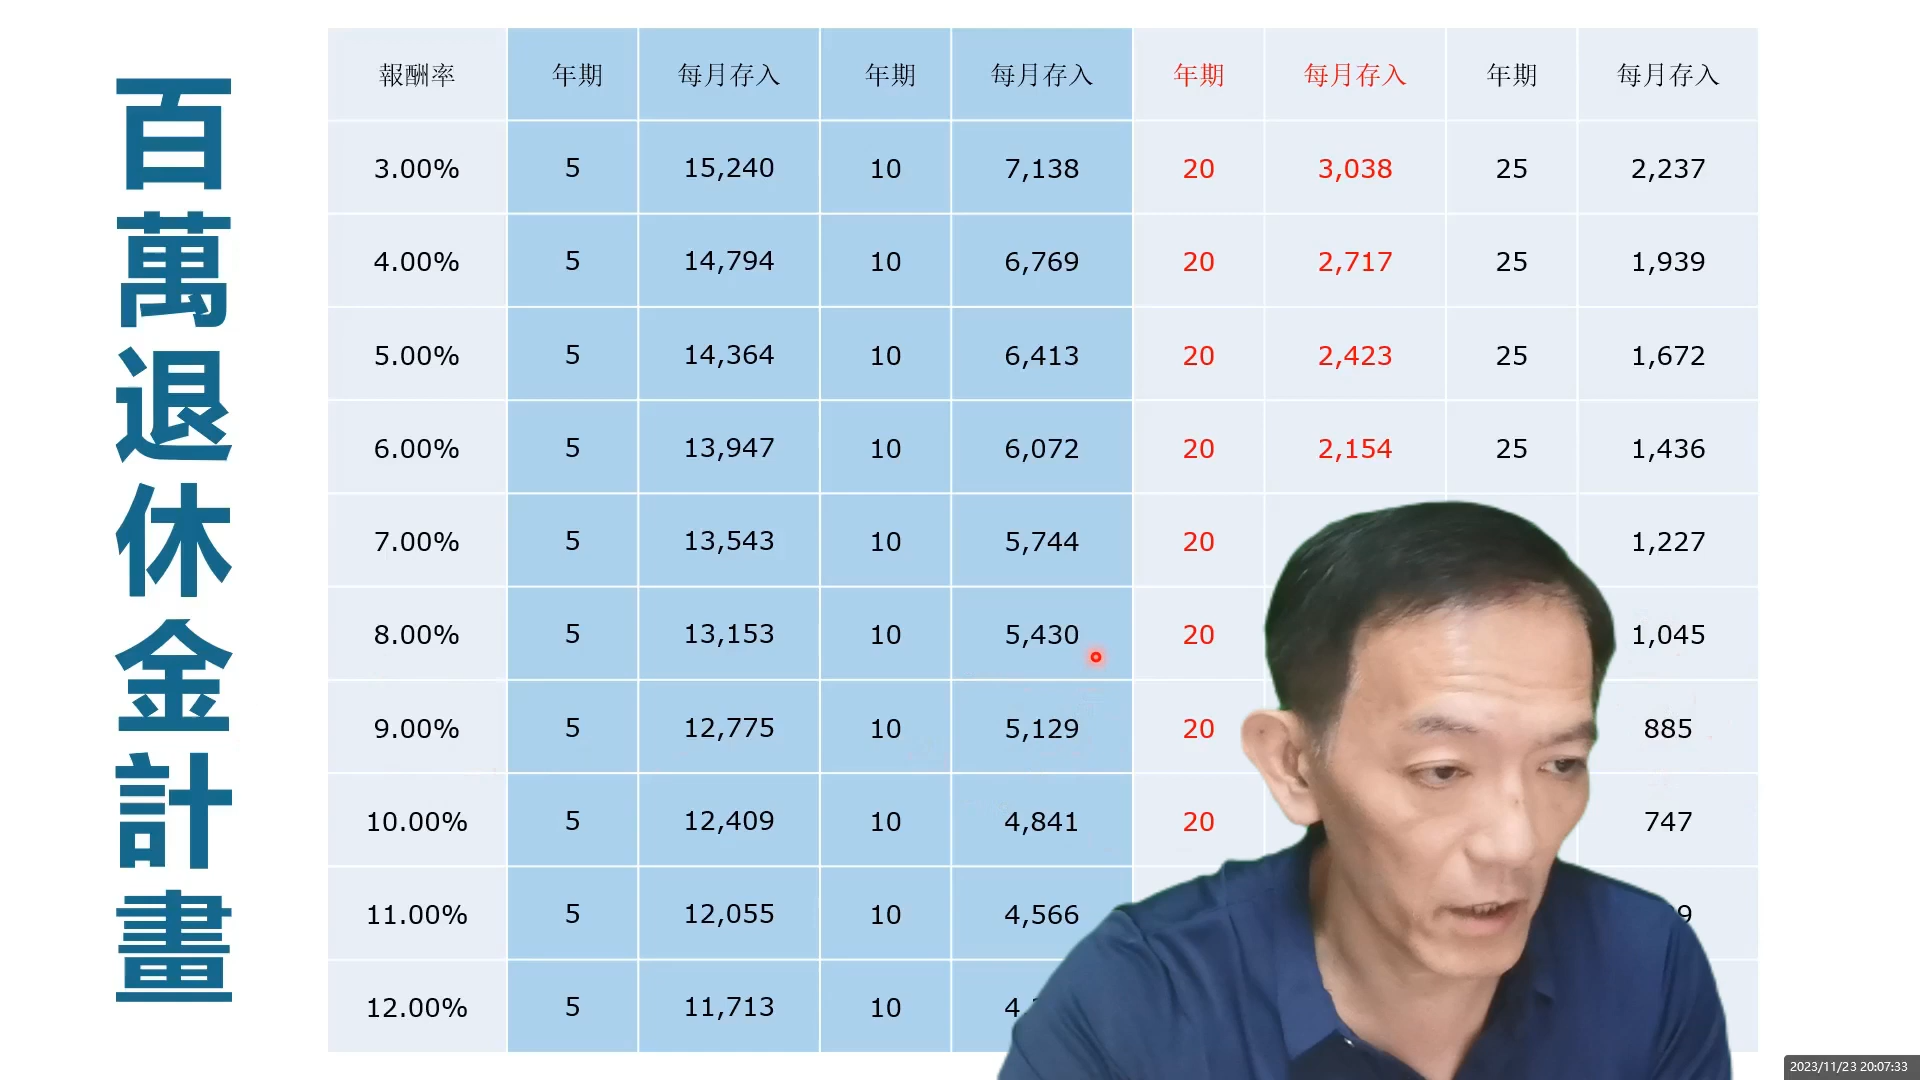 百萬退休金計畫
報酬率 年期 每月存入 年期 每月存入 年期 每月存入 年期 每月存入
3.00% 5 15,240 10 7,138 20 3,038 25 2,237
4.00% 5 14,794 10 6,769 20 2,717 25 1,939
5.00% 5 14,364 10 6,413 20 2,423 25 1,672
6.00% 5 13,947 10 6,072 20 2,154 25 1,436
7.00% 5 13,543 10 5,744 20 1,227
8.00% 5 13,153 10 5,430 20 1,045
9.00% 5 12,775 10 5,129 20 885
10.00% 5 12,409 10 4,841 20 747
11.00% 5 12,055 10 4,566
12.00% 5 11,713 10
2023/11/23 20:07:33